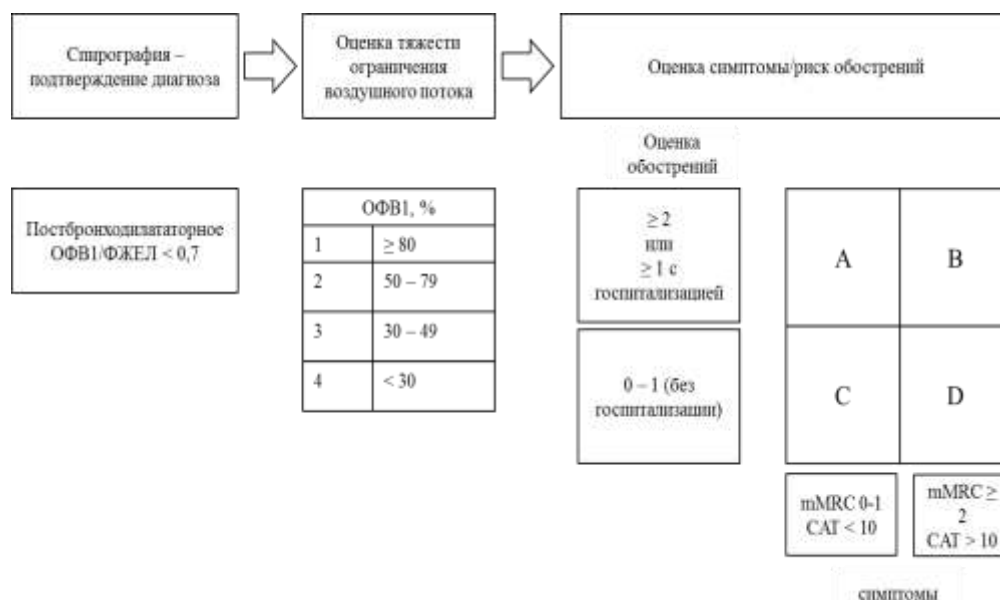 Спирография –
подтверждение диагноза
Оценка тяжести
ограничения
воздушного потока
Оценка симптомы/риск обострений
Оценка
обострений
Постбронходилататорное
ОФВ1/ФЖЕЛ < 0,7
ОФВ1, %
1 ≥ 80
2 50 – 79
3 30 – 49
4 < 30
≥ 2
или
≥ 1 с
госпитализацией
0 – 1 (без
госпитализации)
A B
C D
mMRC 0-1
CAT < 10
mMRC ≥
2
CAT > 10
симптомы